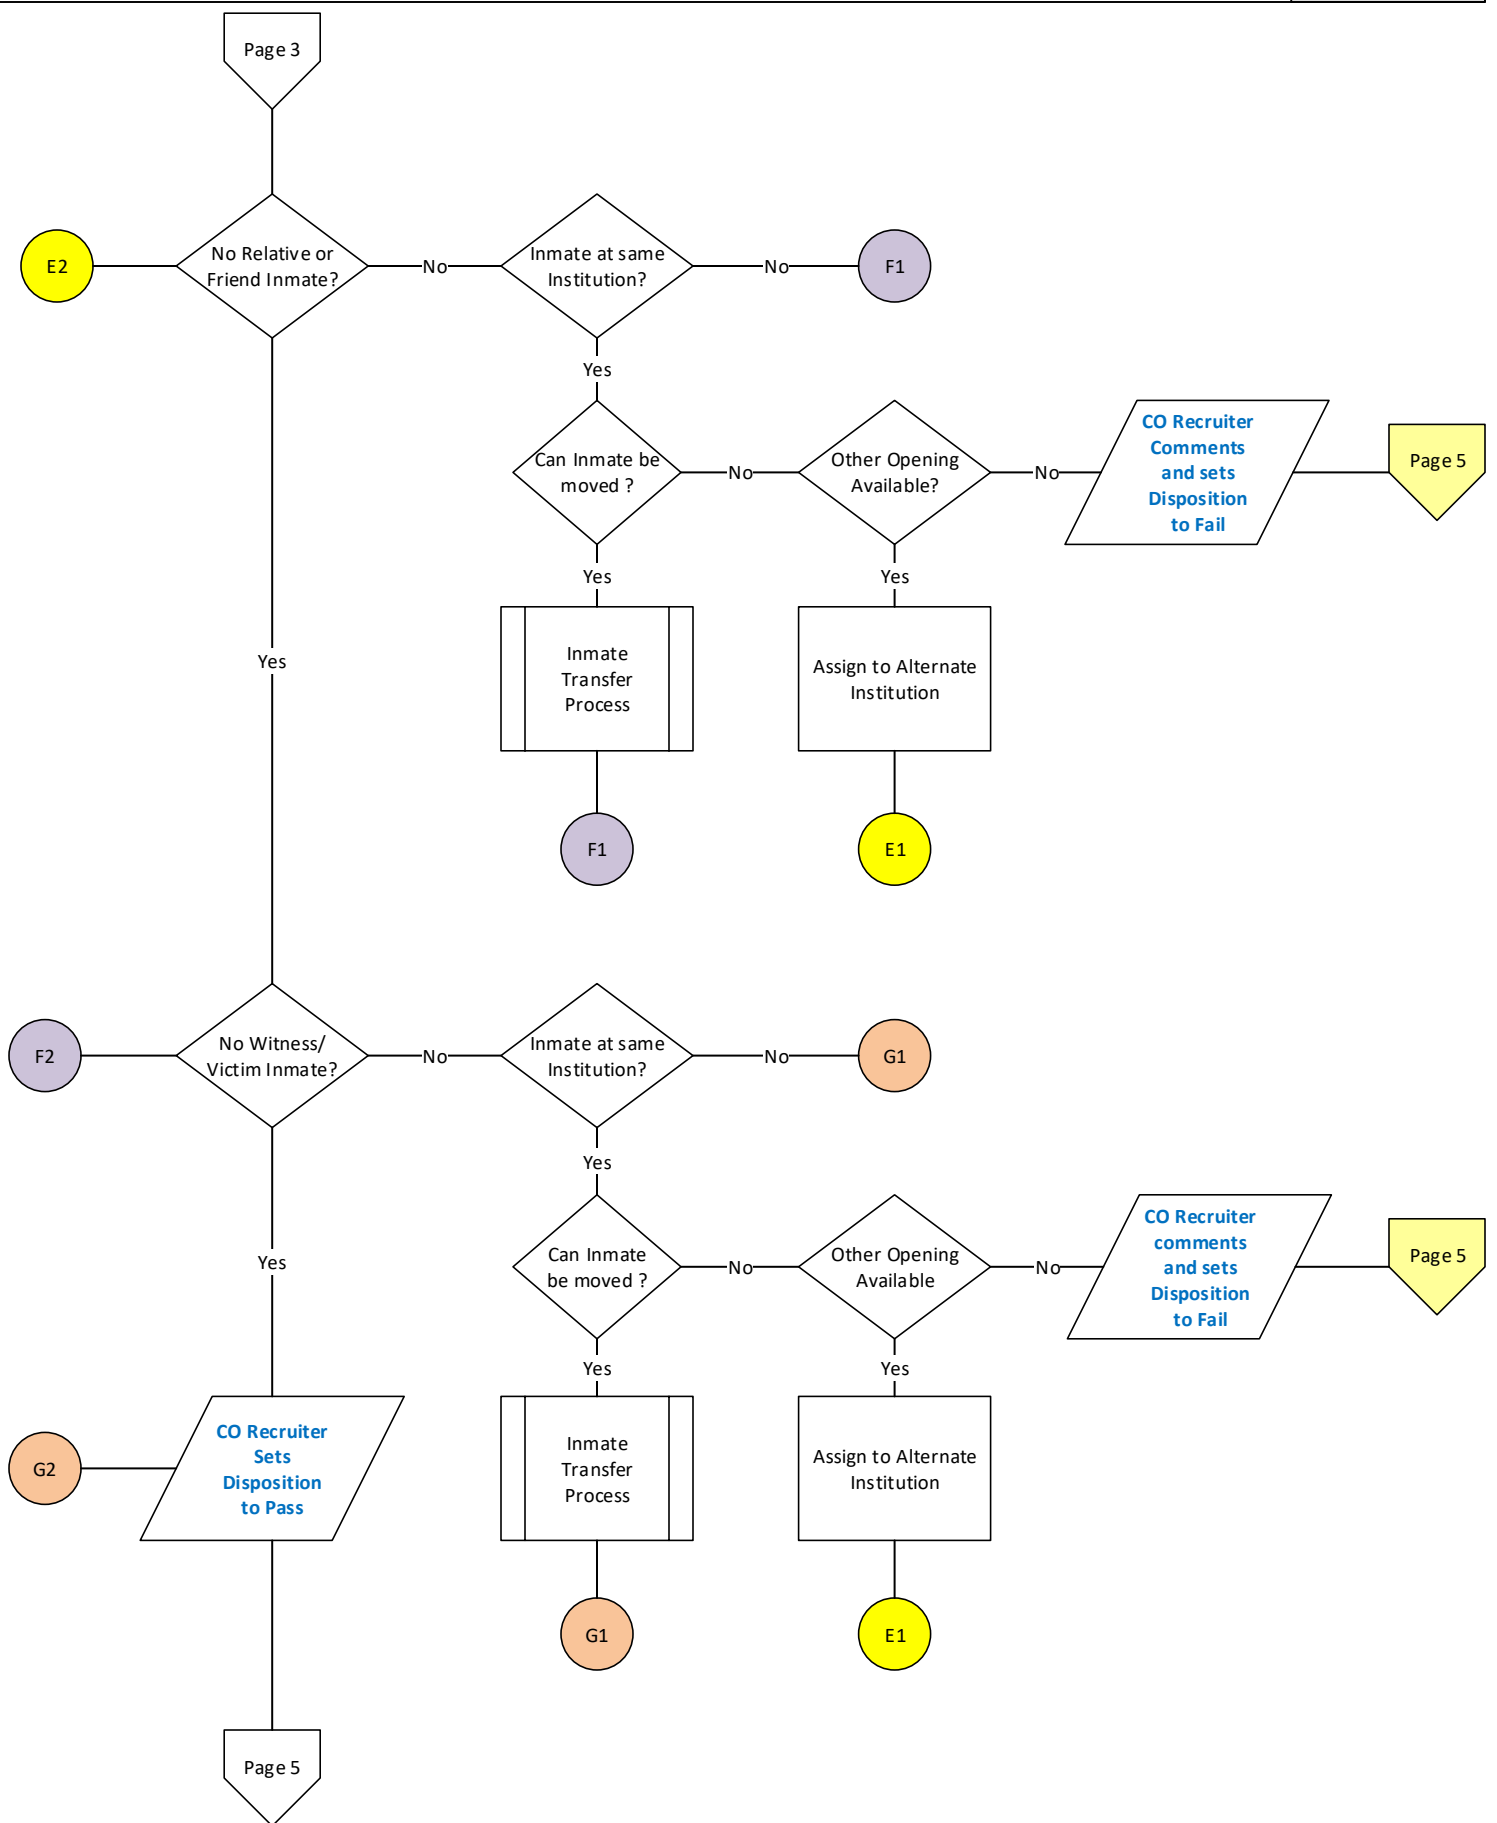 Page 3
E2
No Relative or
Friend Inmate?
No
Inmate at same
Institution?
No
F1
Yes
Can Inmate be
moved ?
No
Other Opening
Available?
No
CO Recruiter
Comments
and sets
Disposition
to Fail
Page 5
Yes
Yes
Inmate
Transfer
Process
Assign to Alternate
Institution
Yes
F1
E1
F2
No Witness/
Victim Inmate?
No
Inmate at same
Institution?
No
G1
Yes
Can Inmate
be moved ?
No
Other Opening
Available
No
CO Recruiter
comments
and sets
Disposition
to Fail
Page 5
Yes
Yes
Yes
G2
CO Recruiter
Sets
Disposition
to Pass
Inmate
Transfer
Process
Assign to Alternate
Institution
G1
E1
Page 5